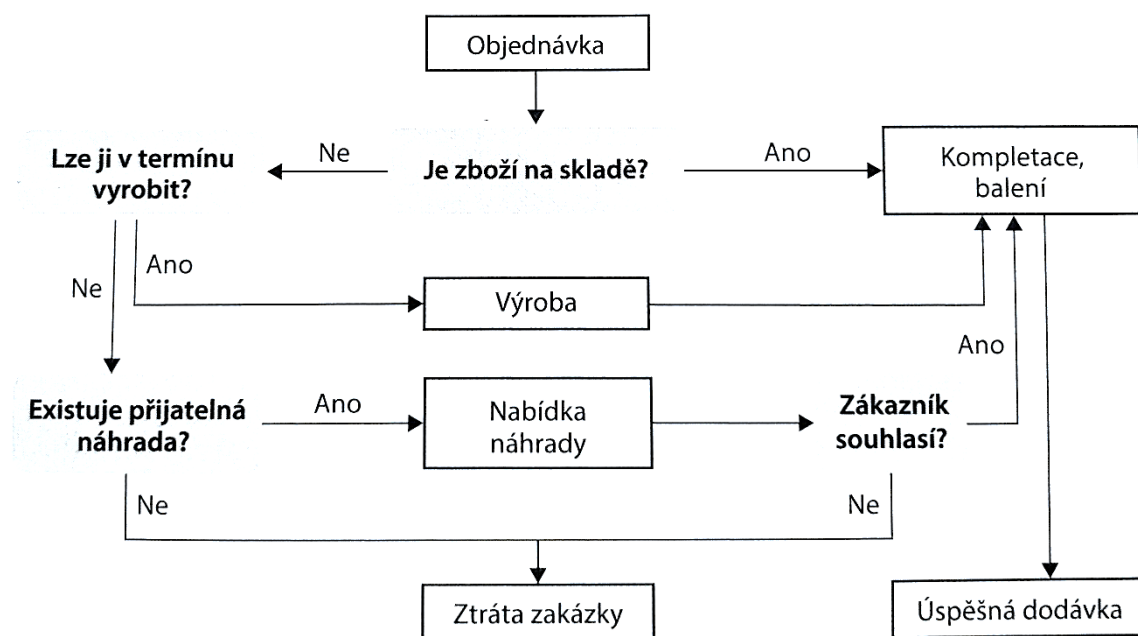 Objednávka
Lze ji v termínu
vyrobit?
Ne
Je zboží na skladě?
Ano
Kompletace,
balení
Ne
Ano
Výroba
Ano
Existuje přijatelná
náhrada?
Ano
Nabídka
náhrady
Zákazník
souhlasí?
Ne
Ne
Ztráta zakázky
Úspěšná dodávka